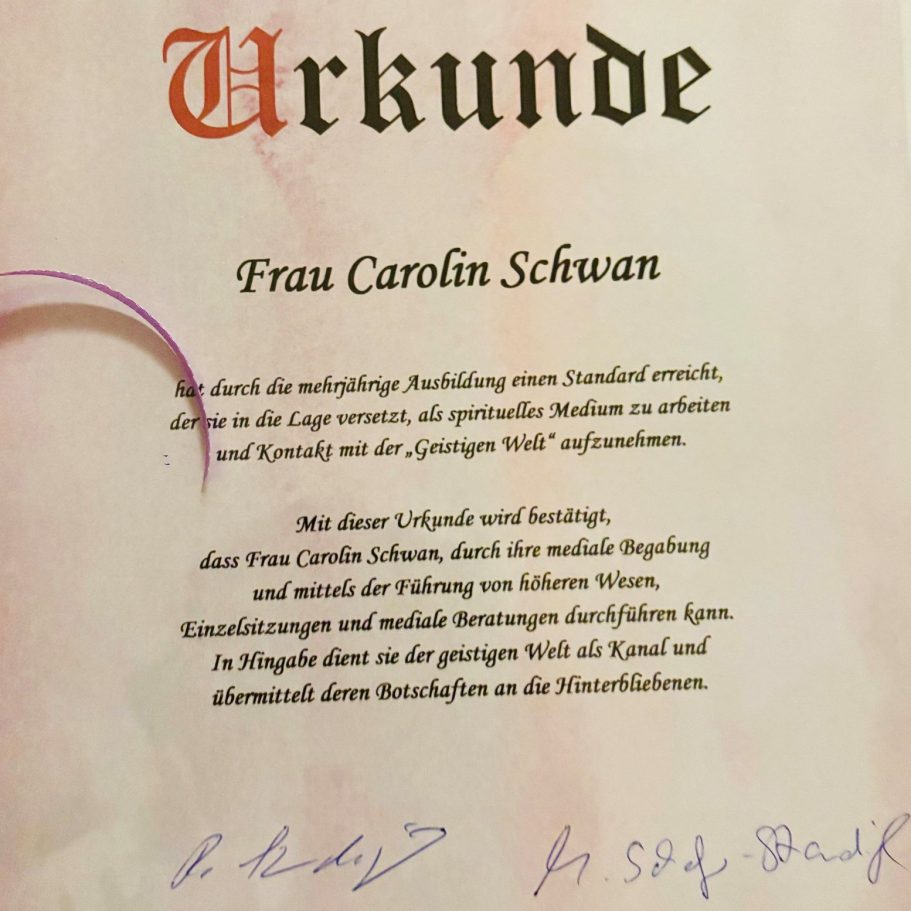 Urkunde
Frau Carolin Schwan
hat durch die mehrjährige Ausbildung einen Standard erreicht,
der sie in die Lage versetzt, als spirituelles Medium zu arbeiten
und Kontakt mit der „Geistigen Welt“ aufzunehmen.
Mit dieser Urkunde wird bestätigt,
dass Frau Carolin Schwan, durch ihre mediale Begabung
und mittels der Führung von höheren Wesen,
Einzelsitzungen und mediale Beratungen durchführen kann.
In Hingabe dient sie der geistigen Welt als Kanal und
übermittelt deren Botschaften an die Hinterbliebenen.